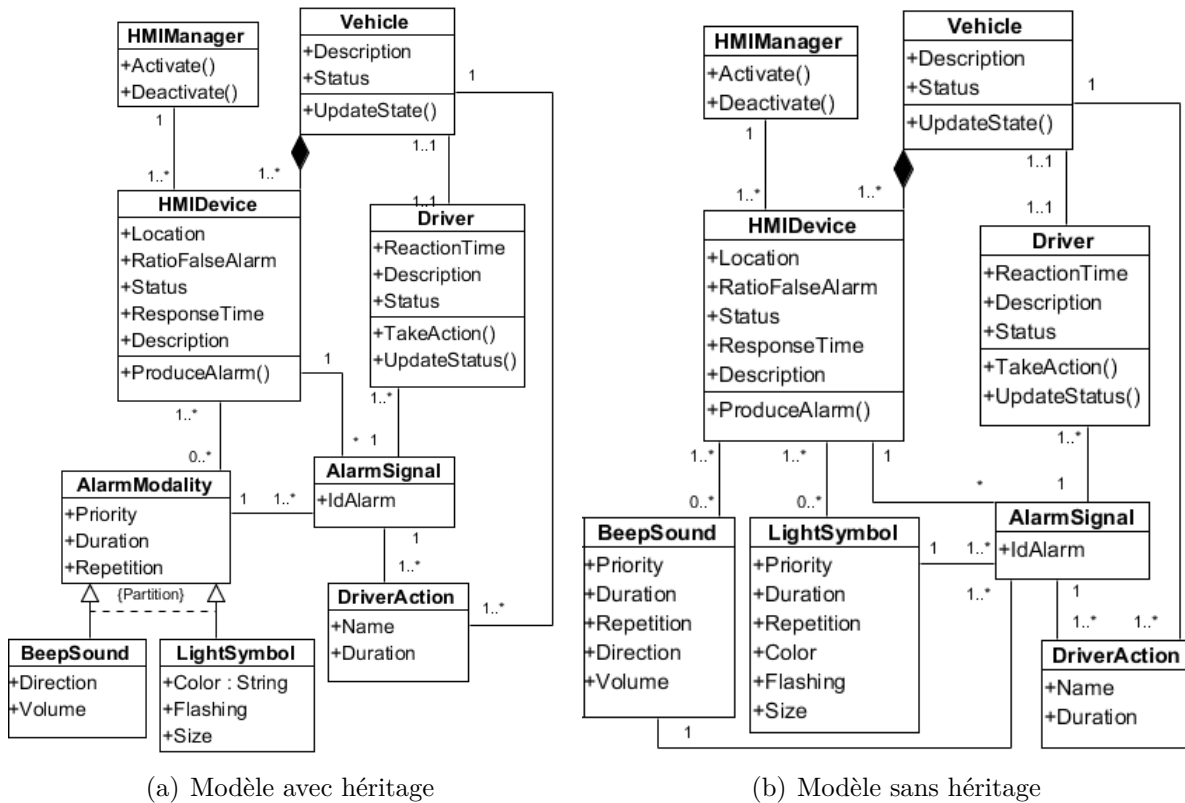 HMIManager
+Activate()
+Deactivate()
1
1..*
Vehicle
+Description
+Status
+UpdateState()
1
1..*
1..1
1..1
HMIDevice
+Location
+RatioFalseAlarm
+Status
+ResponseTime
+Description
+ProduceAlarm()
1
*
1..*
0..*
Driver
+ReactionTime
+Description
+Status
+TakeAction()
+UpdateStatus()
1..*
1
AlarmModality
+Priority
+Duration
+Repetition
1
1..*
AlarmSignal
+IdAlarm
1
1..*
{Partition}
BeepSound
+Direction
+Volume
LightSymbol
+Color : String
+Flashing
+Size
DriverAction
+Name
+Duration
1..*
(a) Modèle avec héritage
HMIManager
+Activate()
+Deactivate()
1
1..*
Vehicle
+Description
+Status
+UpdateState()
1
1..*
1..1
1..1
HMIDevice
+Location
+RatioFalseAlarm
+Status
+ResponseTime
+Description
+ProduceAlarm()
1..*
0..*
1..*
0..*
1
*
Driver
+ReactionTime
+Description
+Status
+TakeAction()
+UpdateStatus()
1..*
1
BeepSound
+Priority
+Duration
+Repetition
+Direction
+Volume
1
LightSymbol
+Priority
+Duration
+Repetition
+Color
+Flashing
+Size
1
1..*
1..*
AlarmSignal
+IdAlarm
1
1..*
1..*
DriverAction
+Name
+Duration
(b) Modèle sans héritage